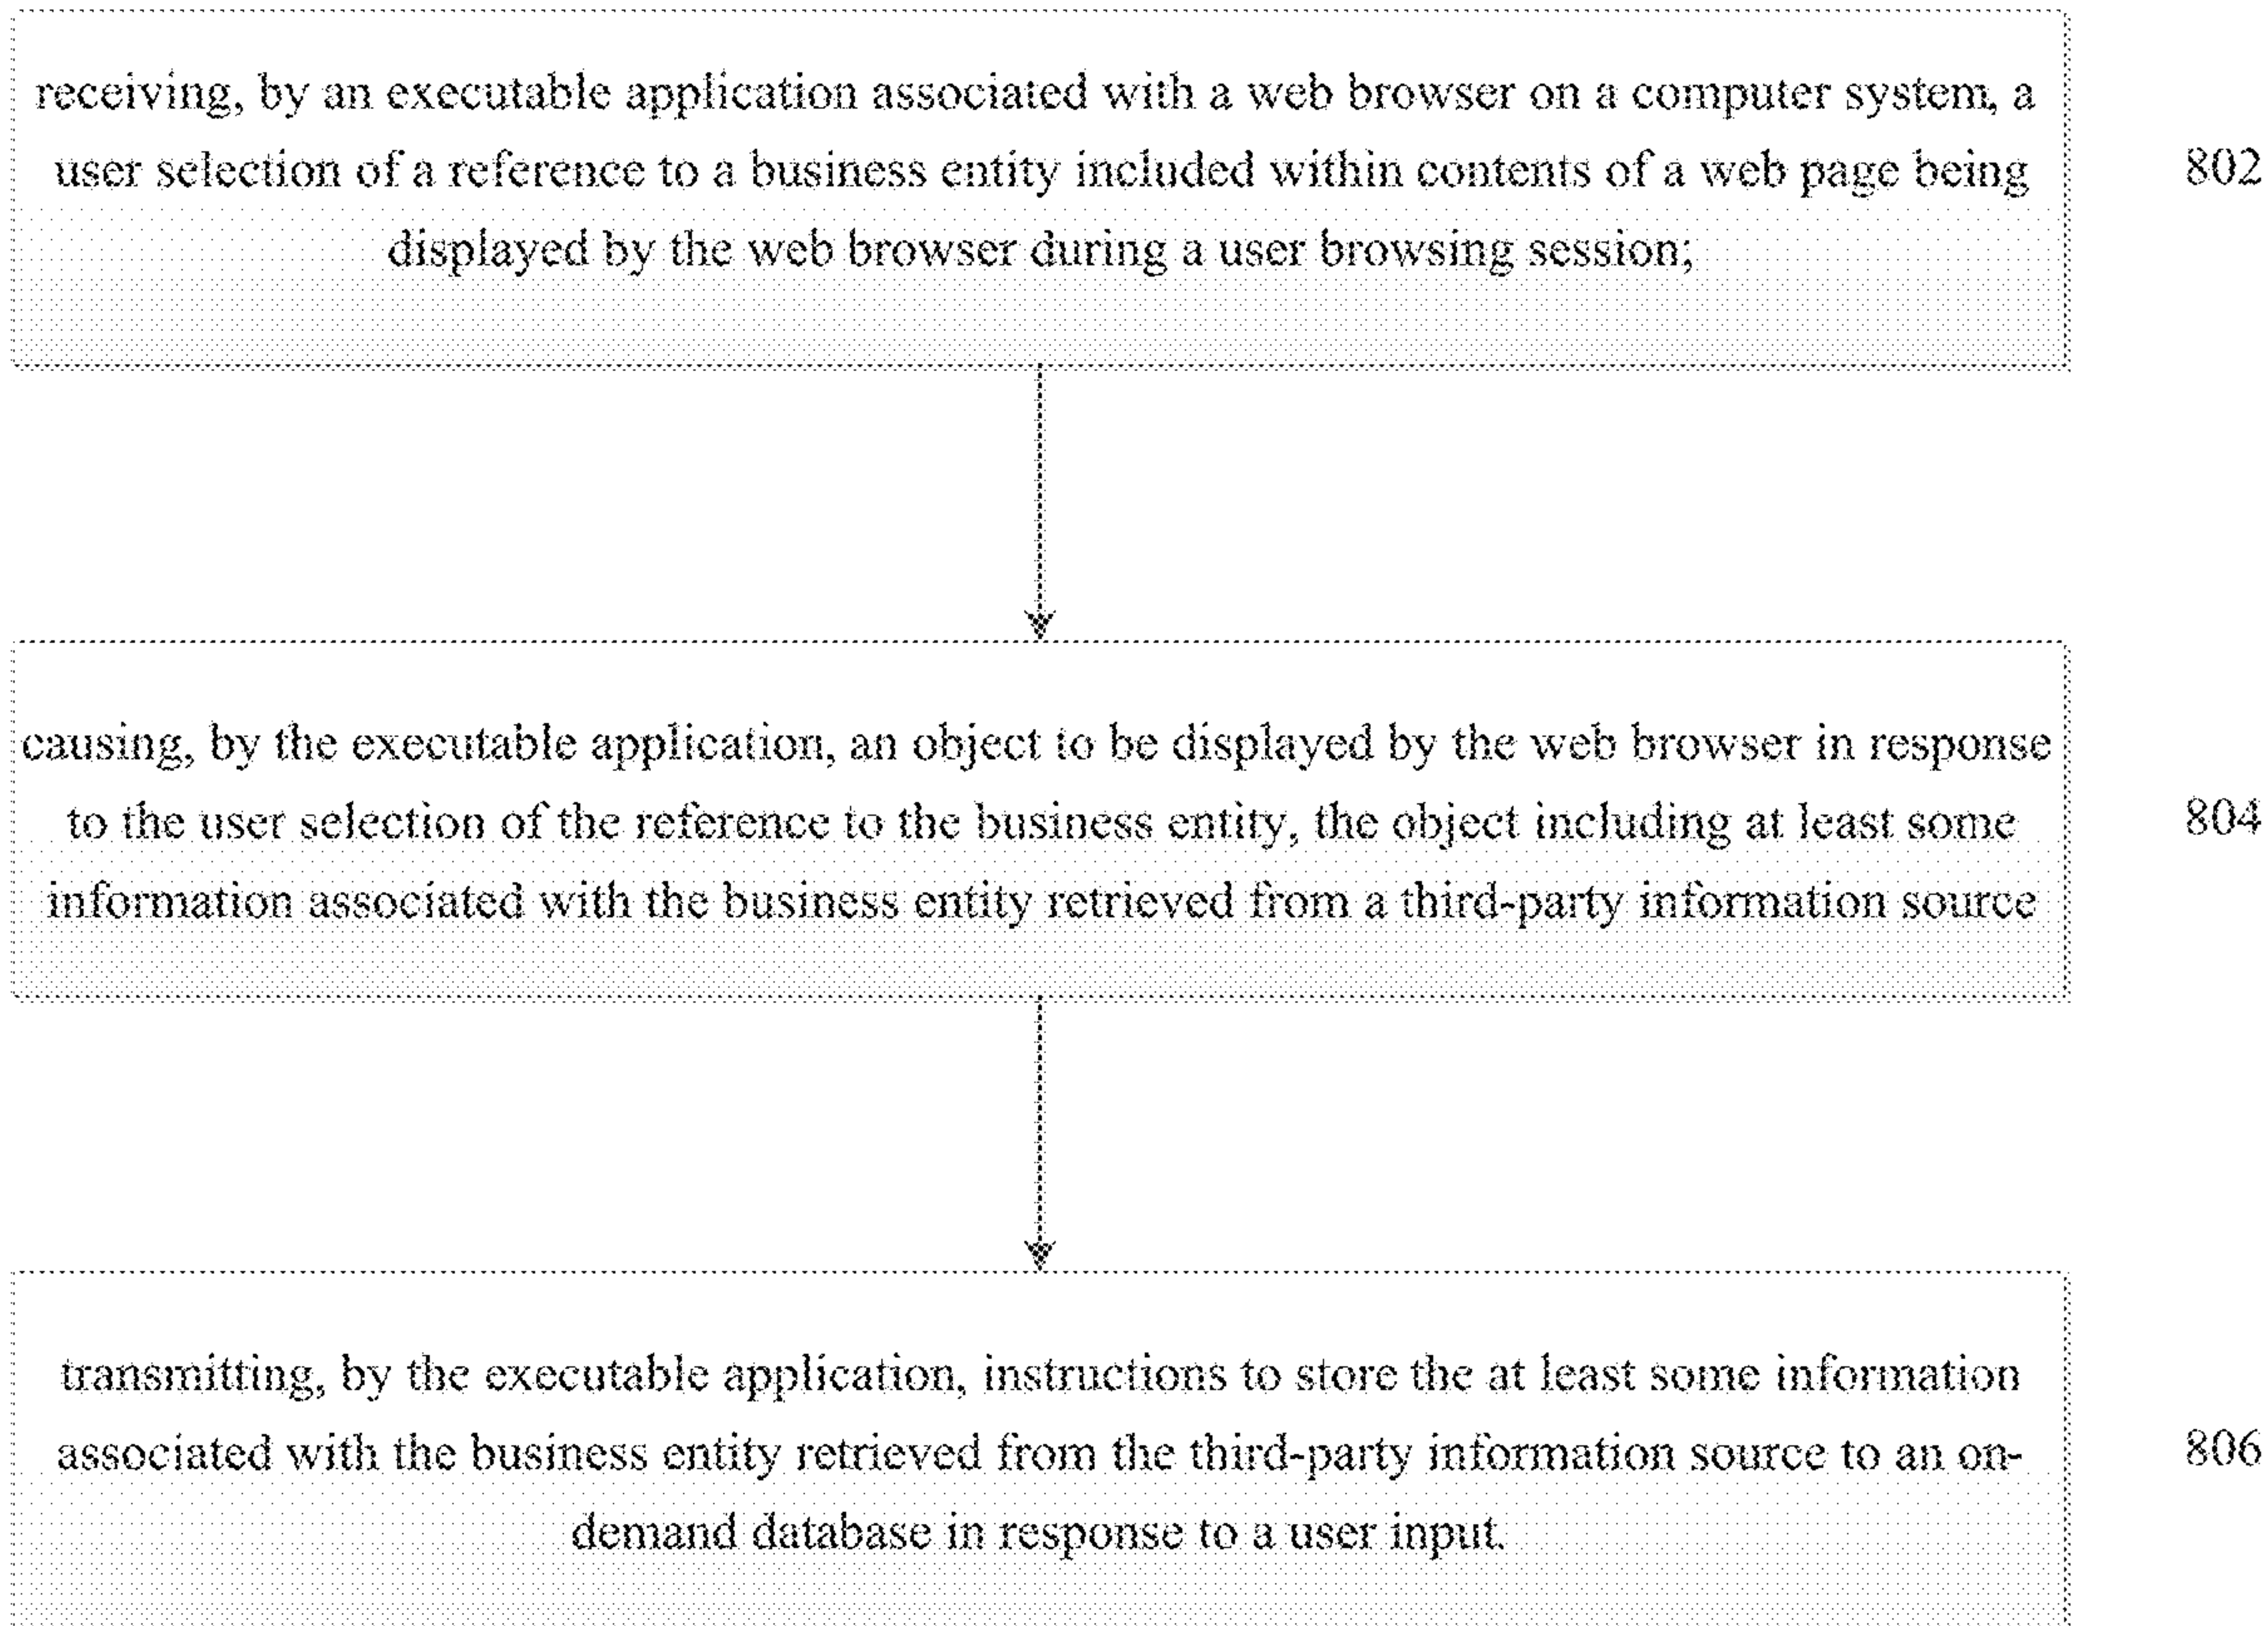 receiving, by an executable application associated with a web browser on a computer system, a
user selection of a reference to a business entity included within contents of a web page being
displayed by the web browser during a user browsing session;
802
causing, by the executable application, an object to be displayed by the web browser in response
to the user selection of the reference to the business entity, the object including at least some
information associated with the business entity retrieved from a third-party information source
804
transmitting, by the executable application, instructions to store the at least some information
associated with the business entity retrieved from the third-party information source to an on-
demand database in response to a user input.
806